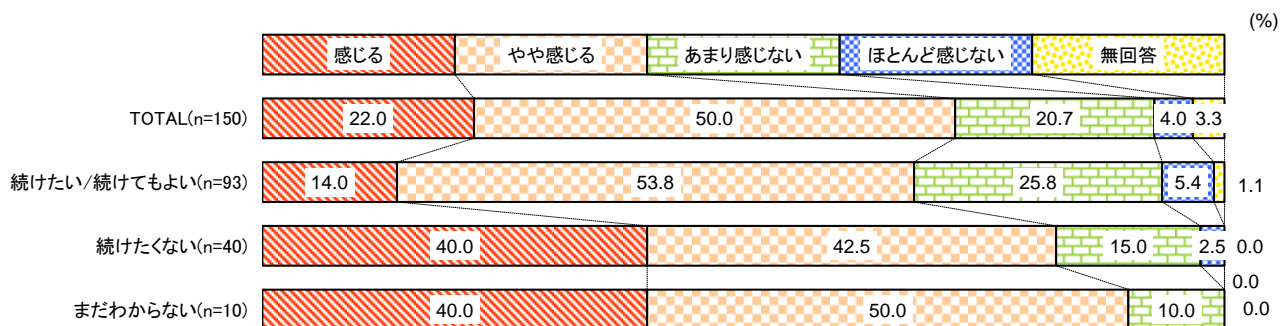 (%)
感じる やや感じる あまり感じない ほとんど感じない 無回答
TOTAL(n=150) 22.0 50.0 20.7 4.0 3.3
続けたい/続けてもよい(n=93) 14.0 53.8 25.8 5.4 1.1
続けたくない(n=40) 40.0 42.5 15.0 2.5 0.0
0.0
まだわからない(n=10) 40.0 50.0 10.0 0.0